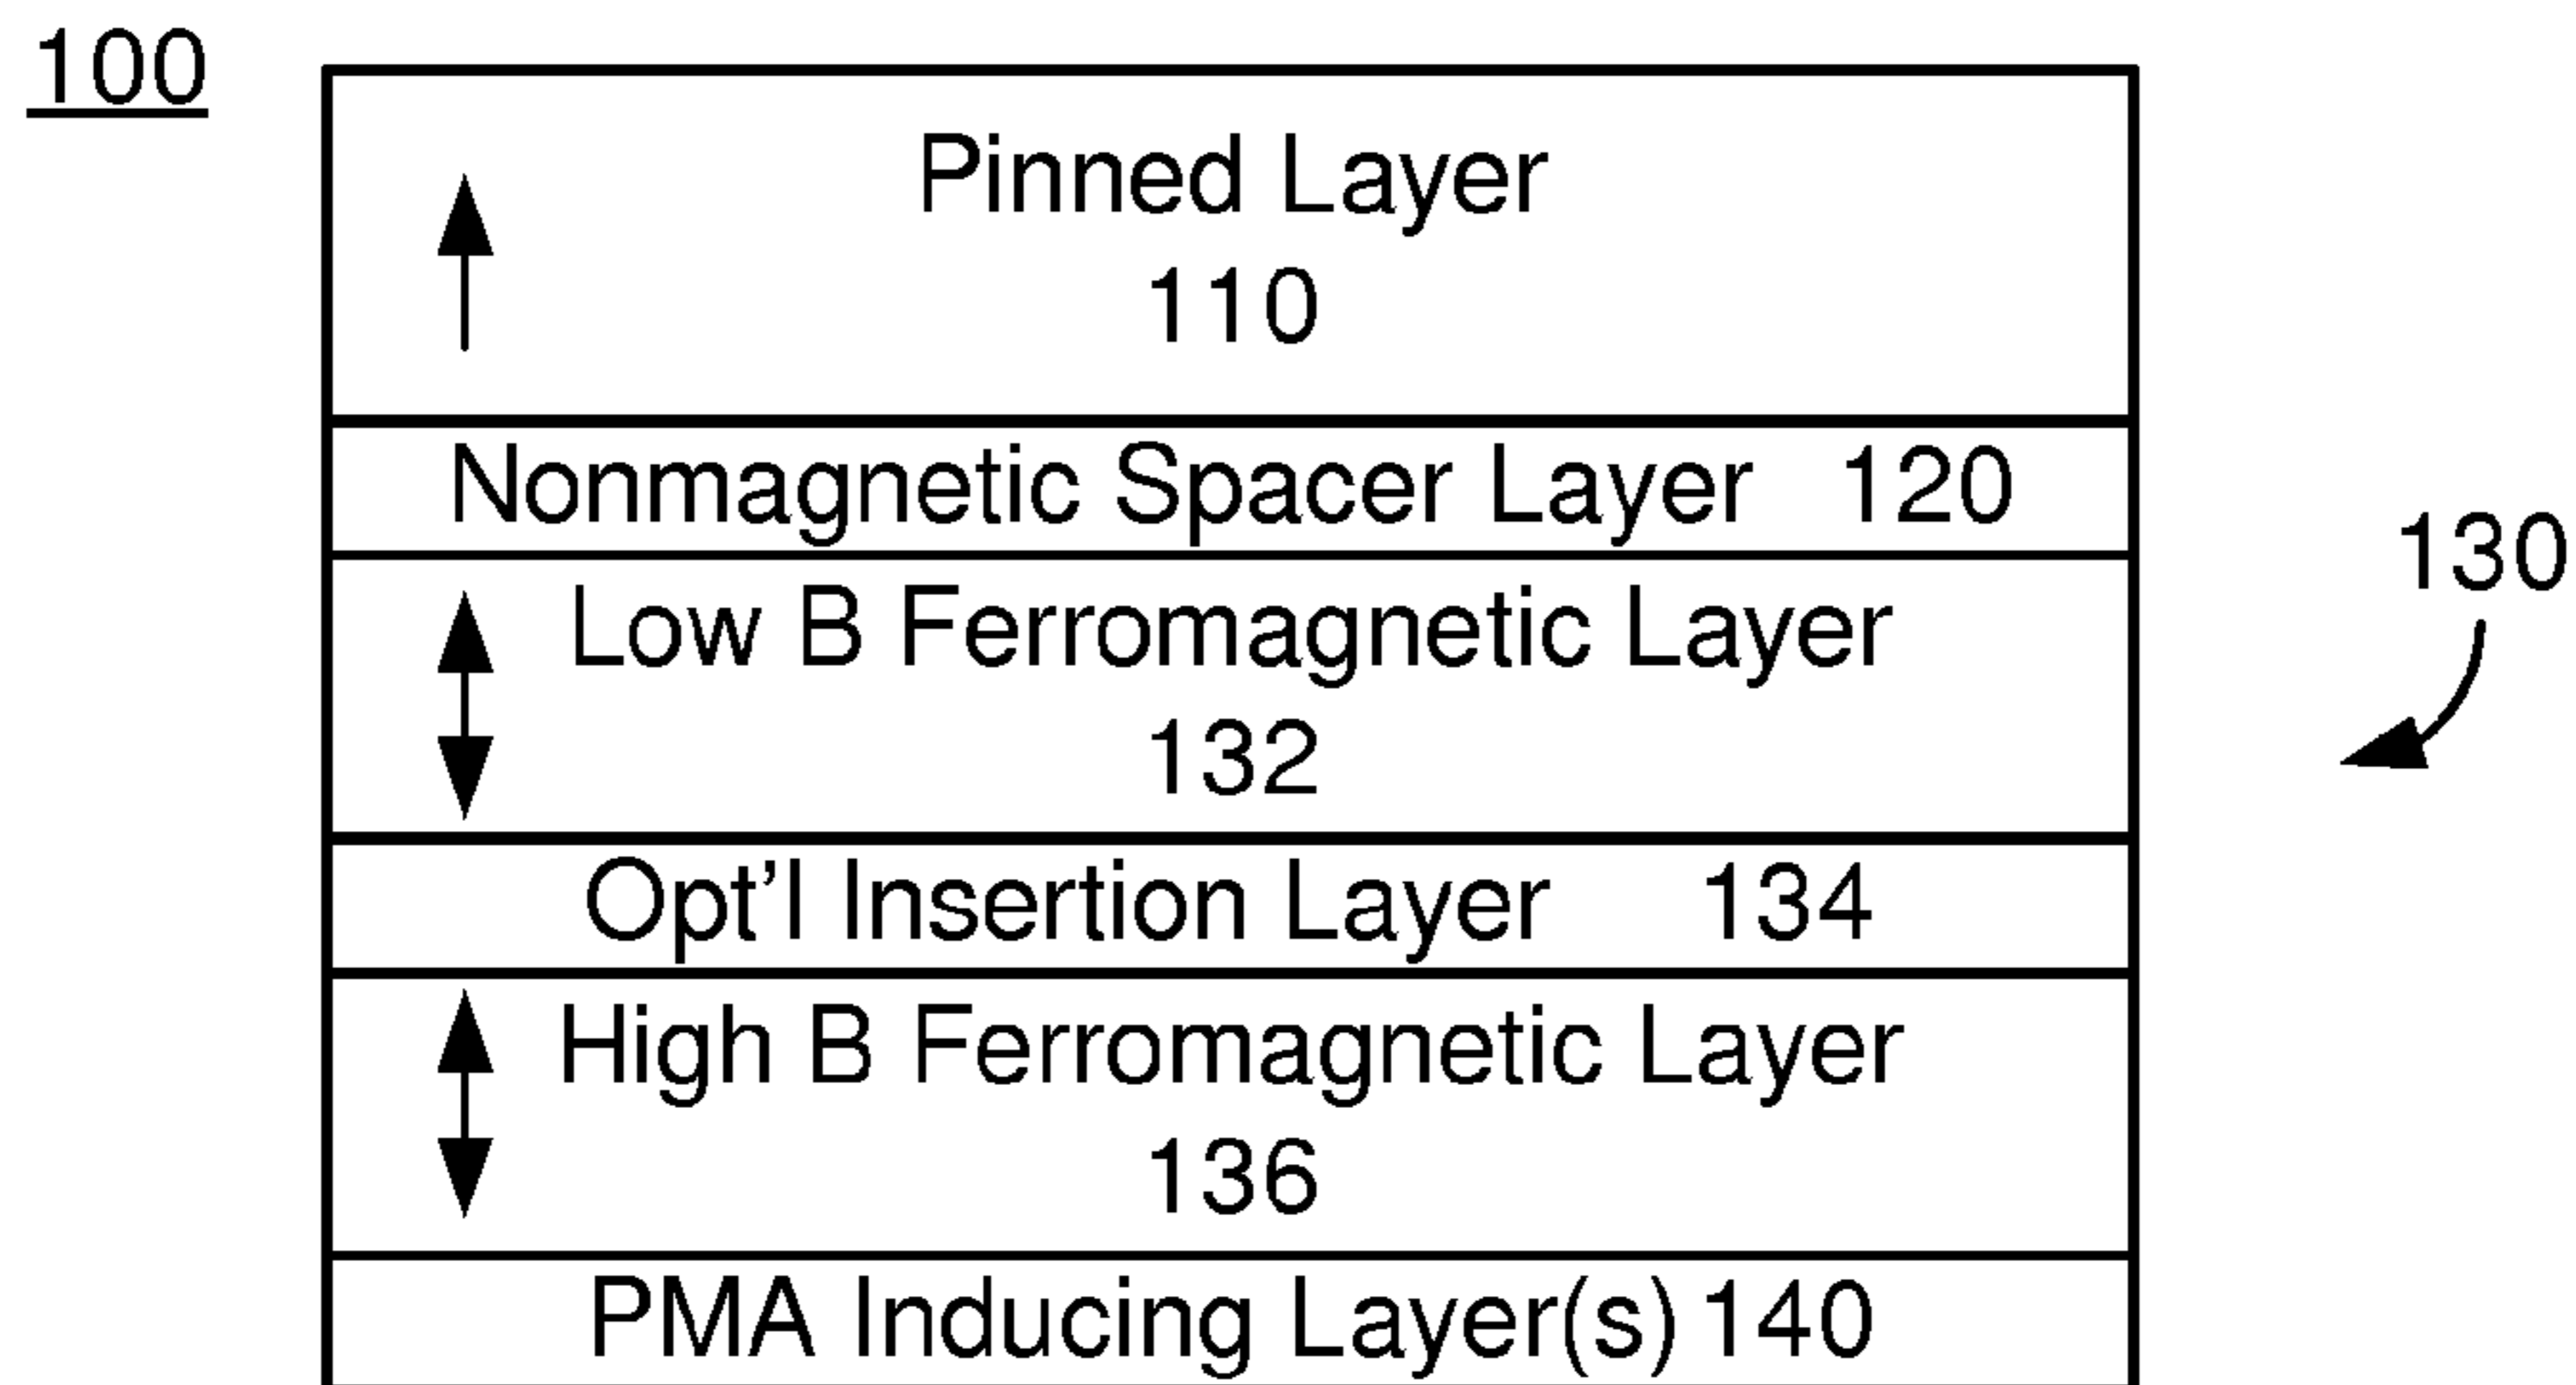 100
Pinned Layer
110
Nonmagnetic Spacer Layer 120
Low B Ferromagnetic Layer
132
130
Opt'l Insertion Layer 134
High B Ferromagnetic Layer
136
PMA Inducing Layer(s) 140